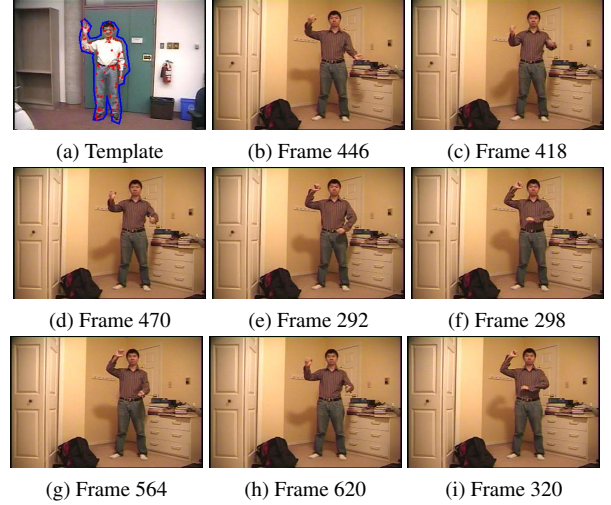 (a) Template (b) Frame 446 (c) Frame 418
(d) Frame 470 (e) Frame 292 (f) Frame 298
(g) Frame 564 (h) Frame 620 (i) Frame 320